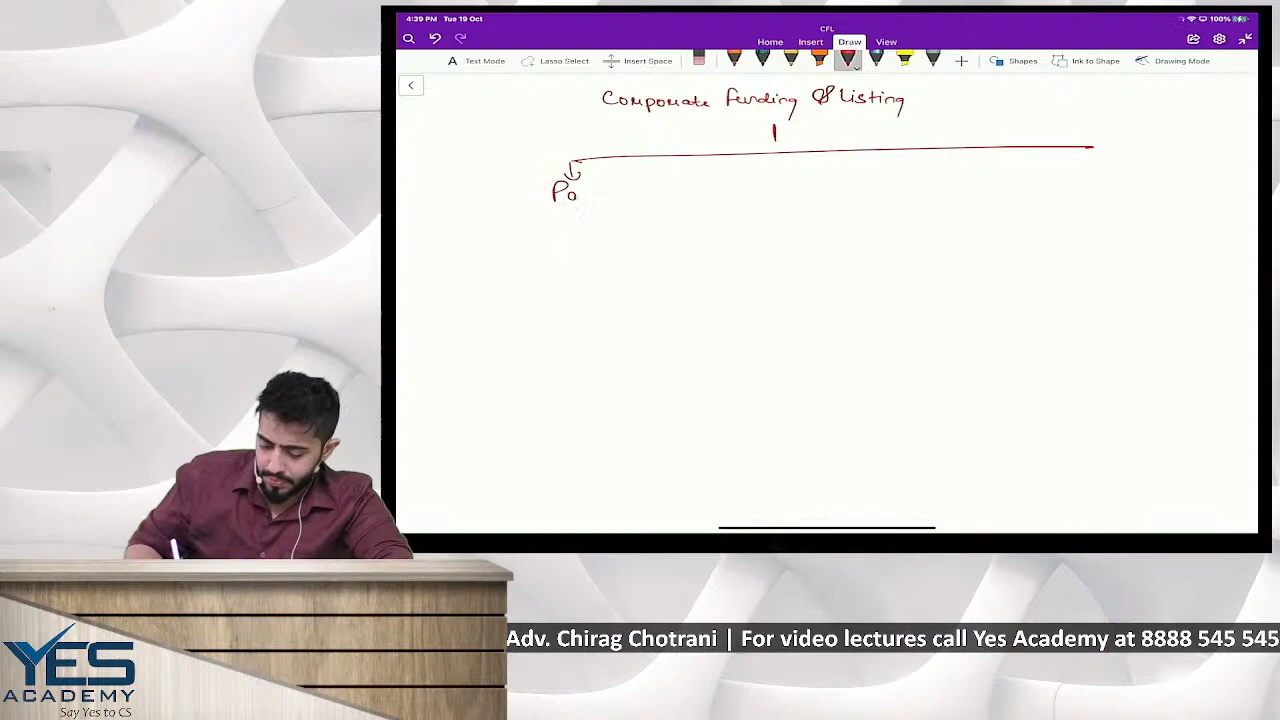 4:39 PM Tue 19 Oct
100%
CFL
Home Insert Draw View
A Text Mode Lasso Select Insert Space Shapes Ink to Shape Drawing Mode
Corporate funding & Listing
Pa
YES
ACADEMY
Say Yes to CS
Adv. Chirag Chotrani | For video lectures call Yes Academy at 8888 545 545